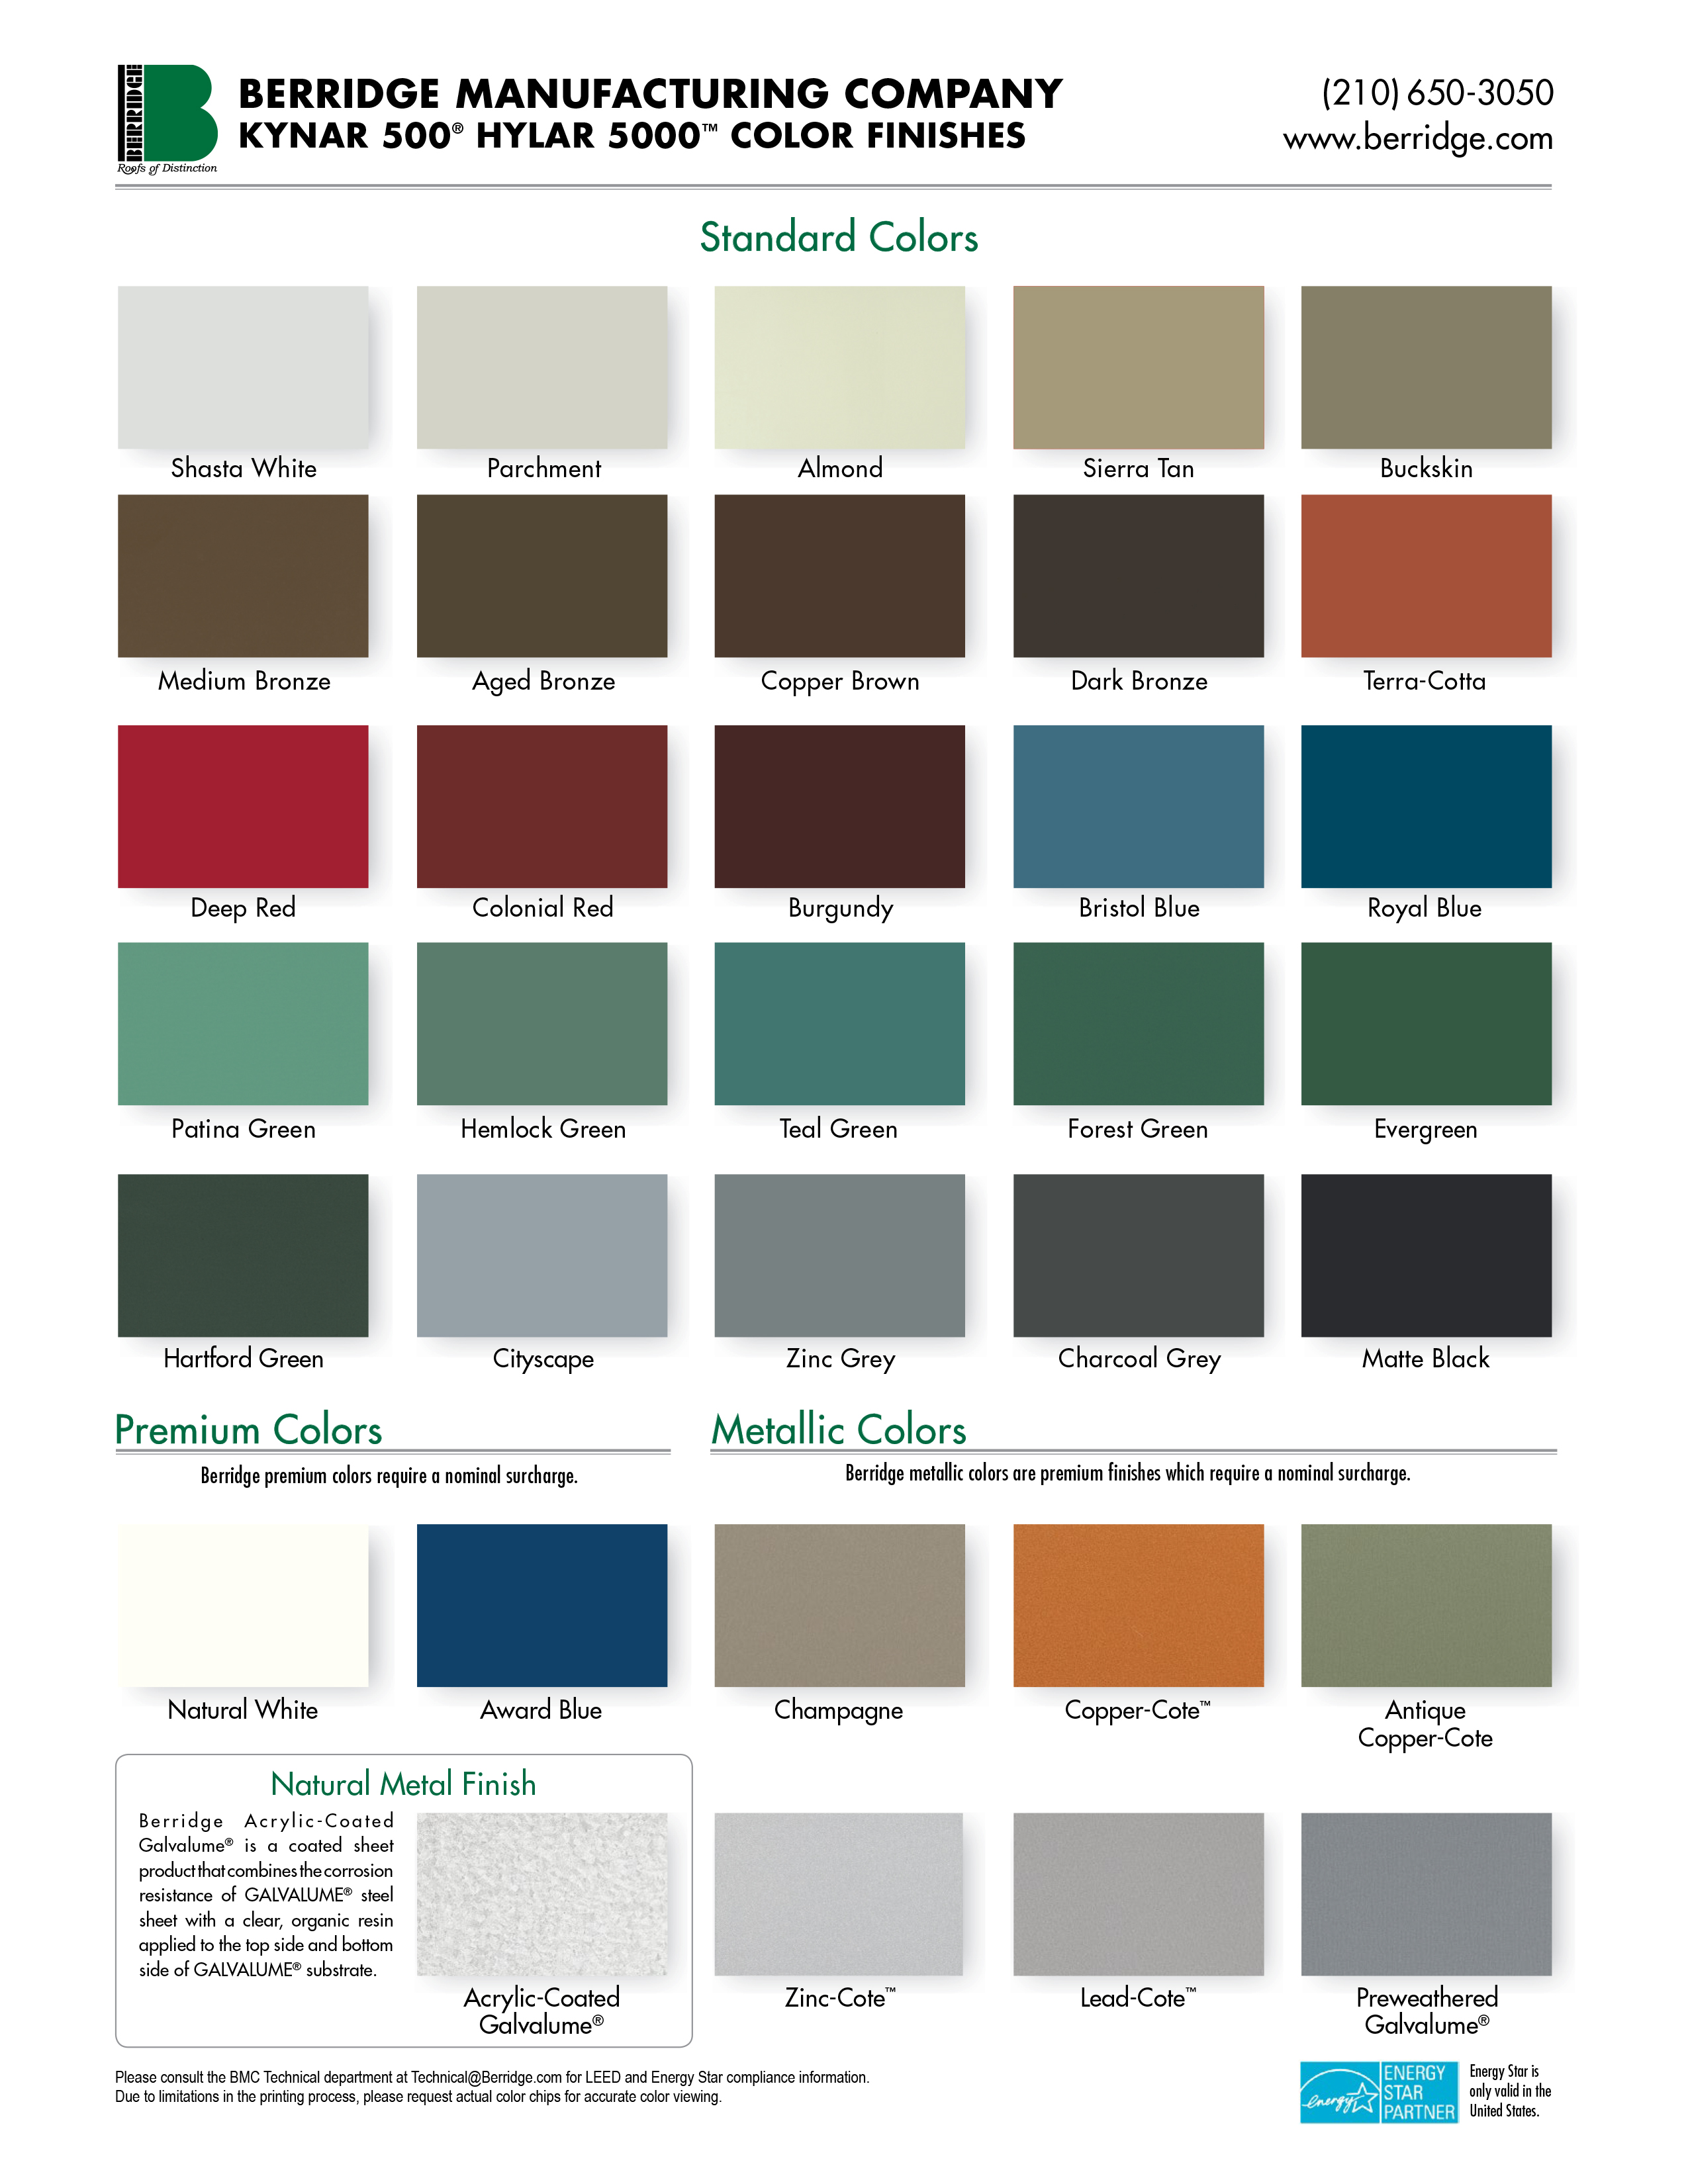 BERRIDGE
Roofs of Distinction
BERRIDGE MANUFACTURING COMPANY
KYNAR 500® HYLAR 5000™ COLOR FINISHES
(210) 650-3050
www.berridge.com
Standard Colors
Shasta White
Parchment
Almond
Sierra Tan
Buckskin
Medium Bronze
Aged Bronze
Copper Brown
Dark Bronze
Terra-Cotta
Deep Red
Colonial Red
Burgundy
Bristol Blue
Royal Blue
Patina Green
Hemlock Green
Teal Green
Forest Green
Evergreen
Hartford Green
Cityscape
Zinc Grey
Charcoal Grey
Matte Black
Premium Colors
Berridge premium colors require a nominal surcharge.
Metallic Colors
Berridge metallic colors are premium finishes which require a nominal surcharge.
Natural White
Award Blue
Champagne
Copper-Cote™
Antique
Copper-Cote
Natural Metal Finish
Berridge Acrylic-Coated
Galvalume® is a coated sheet
product that combines the corrosion
resistance of GALVALUME® steel
sheet with a clear, organic resin
applied to the top side and bottom
side of GALVALUME® substrate.
Acrylic-Coated
Galvalume®
Zinc-Cote™
Lead-Cote™
Preweathered
Galvalume®
Please consult the BMC Technical department at Technical@Berridge.com for LEED and Energy Star compliance information.
Due to limitations in the printing process, please request actual color chips for accurate color viewing.
energy
ENERGY
STAR
PARTNER
Energy Star is
only valid in the
United States.